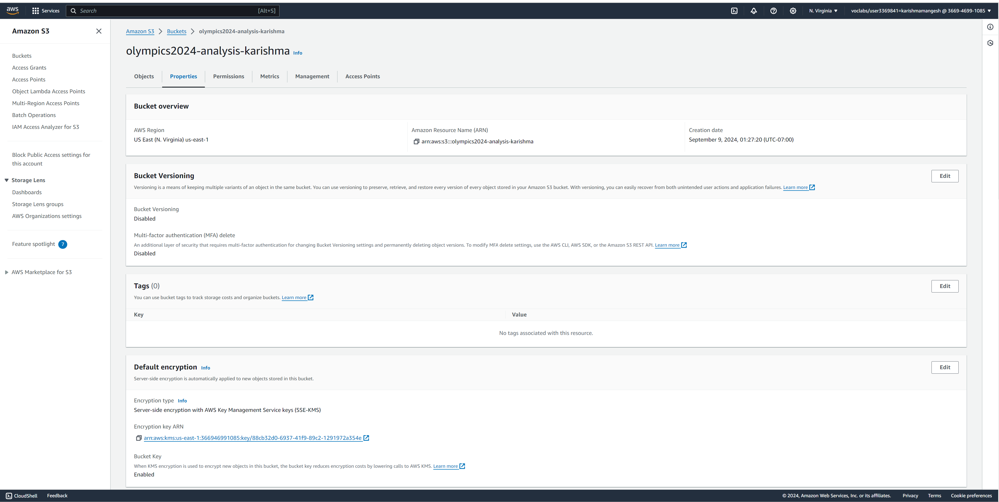 aws
Services
Search
[Alt+S]
N. Virginia
voclabs/user3369841=karishmamangesh @ 3669-4699-1085
Amazon S3
Buckets
Access Grants
Access Points
Object Lambda Access Points
Multi-Region Access Points
Batch Operations
IAM Access Analyzer for S3
Block Public Access settings for
this account
Storage Lens
Dashboards
Storage Lens groups
AWS Organizations settings
Feature spotlight 7
AWS Marketplace for S3
Amazon S3 > Buckets > olympics2024-analysis-karishma
olympics2024-analysis-karishma Info
Objects
Properties
Permissions
Metrics
Management
Access Points
Bucket overview
AWS Region
US East (N. Virginia) us-east-1
Amazon Resource Name (ARN)
arn:aws:s3:::olympics2024-analysis-karishma
Creation date
September 9, 2024, 01:27:20 (UTC-07:00)
Bucket Versioning
Edit
Versioning is a means of keeping multiple variants of an object in the same bucket. You can use versioning to preserve, retrieve, and restore every version of every object stored in your Amazon S3 bucket. With versioning, you can easily recover from both unintended user actions and application failures. Learn more
Bucket Versioning
Disabled
Multi-factor authentication (MFA) delete
An additional layer of security that requires multi-factor authentication for changing Bucket Versioning settings and permanently deleting object versions. To modify MFA delete settings, use the AWS CLI, AWS SDK, or the Amazon S3 REST API. Learn more
Disabled
Tags (0)
Edit
You can use bucket tags to track storage costs and organize buckets. Learn more
Key
Value
No tags associated with this resource.
Default encryption Info
Edit
Server-side encryption is automatically applied to new objects stored in this bucket.
Encryption type Info
Server-side encryption with AWS Key Management Service keys (SSE-KMS)
Encryption key ARN
arn:aws:kms:us-east-1:366946991085:key/88cb32d0-6937-41f9-89c2-1291972a354e
Bucket Key
When KMS encryption is used to encrypt new objects in this bucket, the bucket key reduces encryption costs by lowering calls to AWS KMS. Learn more
Enabled
CloudShell
Feedback
© 2024, Amazon Web Services, Inc. or its affiliates.
Privacy
Terms
Cookie preferences